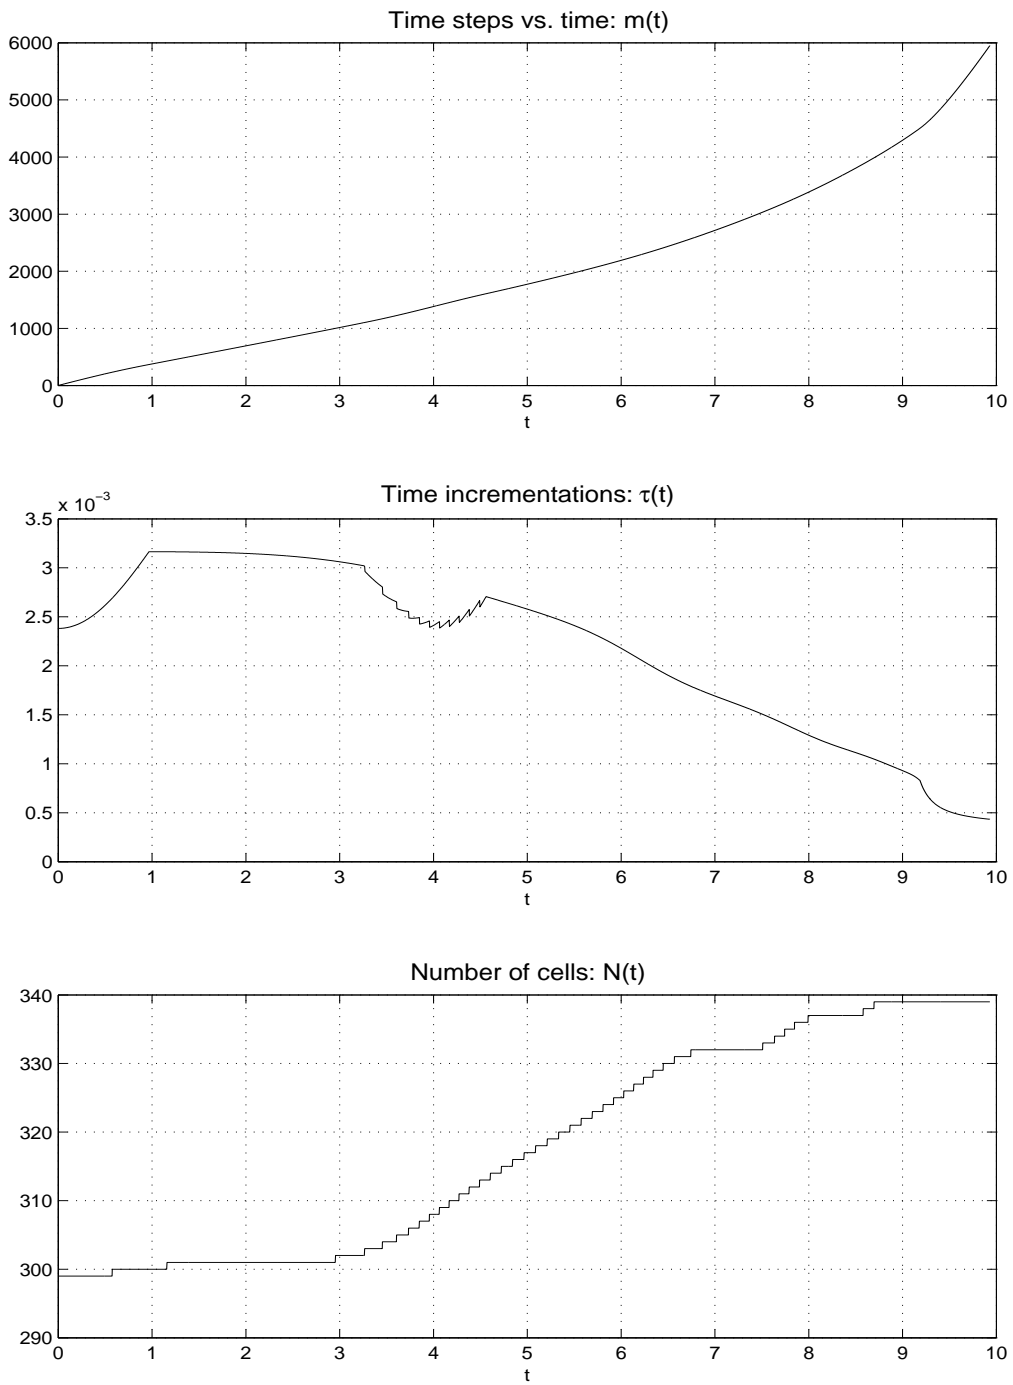 Time steps vs. time: m(t)
6000
5000
4000
3000
2000
1000
0
0 1 2 3 4 5 6 7 8 9 10
t
Time incrementations: τ(t)
x 10⁻³
3.5
3
2.5
2
1.5
1
0.5
0
0 1 2 3 4 5 6 7 8 9 10
t
Number of cells: N(t)
340
330
320
310
300
290
0 1 2 3 4 5 6 7 8 9 10
t